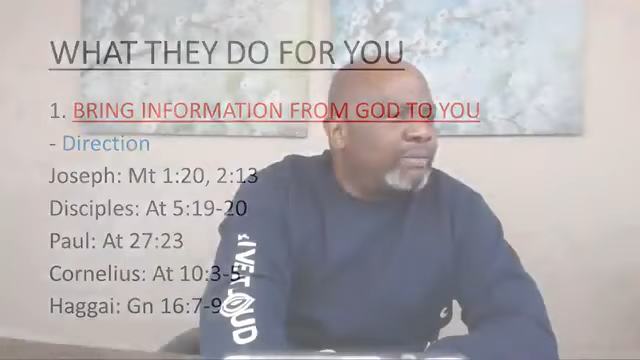 WHAT THEY DO FOR YOU
1. BRING INFORMATION FROM GOD TO YOU
- Direction
Joseph: Mt 1:20, 2:13
Disciples: At 5:19-20
Paul: At 27:23
Cornelius: At 10:3-5
Haggai: Gn 16:7-9
LIVE LOUD